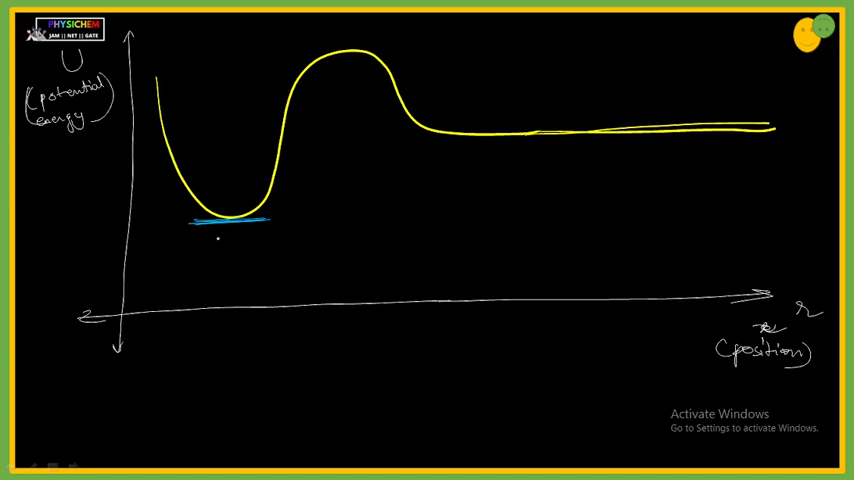 PHYSICHEM
JAM || NET || GATE
U
(potential
energy)
r
(position)
Activate Windows
Go to Settings to activate Windows.